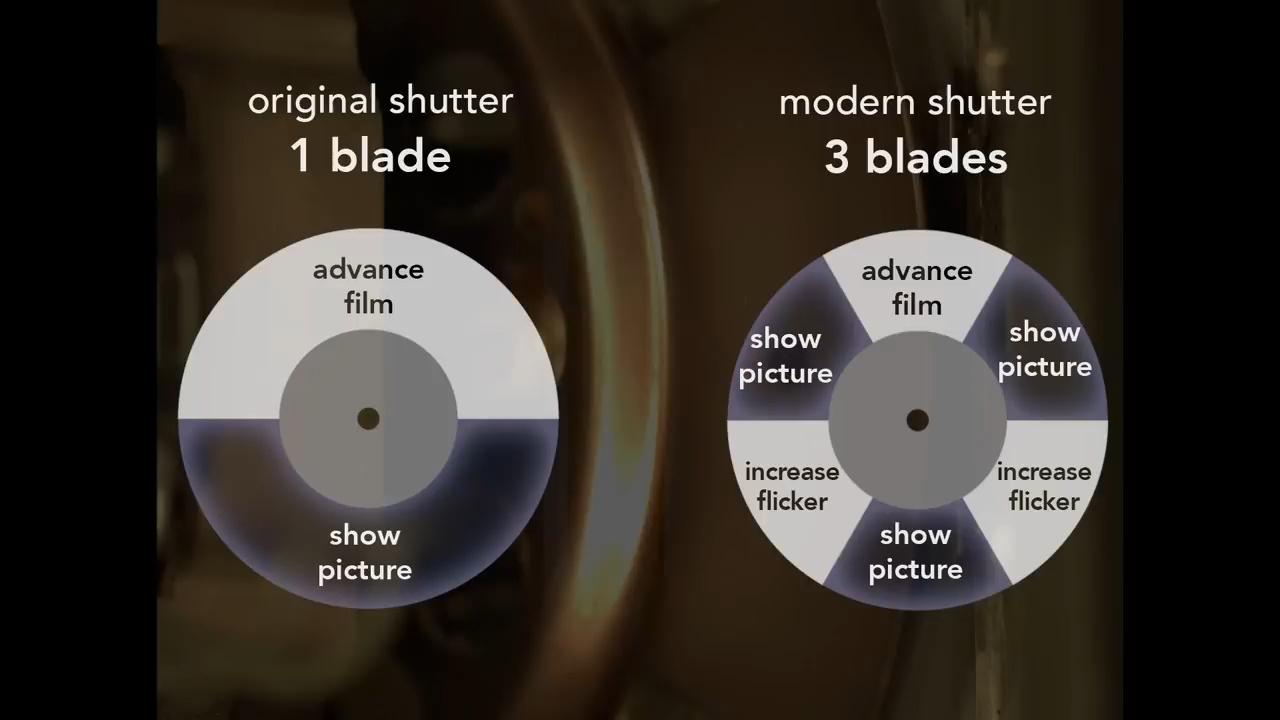 original shutter
1 blade
advance
film
show
picture
modern shutter
3 blades
advance
film
show
picture
show
picture
increase
flicker
increase
flicker
show
picture